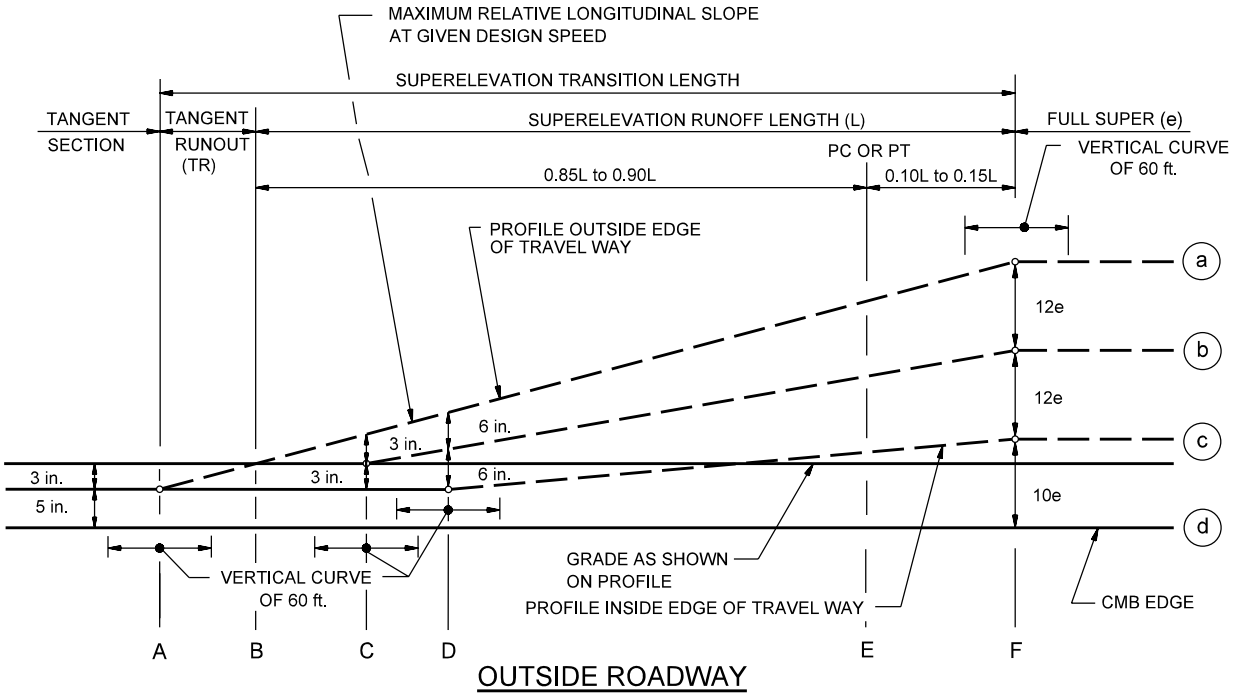 MAXIMUM RELATIVE LONGITUDINAL SLOPE
AT GIVEN DESIGN SPEED
SUPERELEVATION TRANSITION LENGTH
TANGENT
SECTION
TANGENT
RUNOUT
(TR)
SUPERELEVATION RUNOFF LENGTH (L)
FULL SUPER (e)
PC OR PT
VERTICAL CURVE
OF 60 ft.
0.85L to 0.90L
0.10L to 0.15L
PROFILE OUTSIDE EDGE
OF TRAVEL WAY
a
12e
b
6 in.
3 in.
12e
c
3 in.
3 in.
6 in.
5 in.
10e
d
VERTICAL CURVE
OF 60 ft.
GRADE AS SHOWN
ON PROFILE
PROFILE INSIDE EDGE OF TRAVEL WAY
CMB EDGE
A
B
C
D
E
F
OUTSIDE ROADWAY